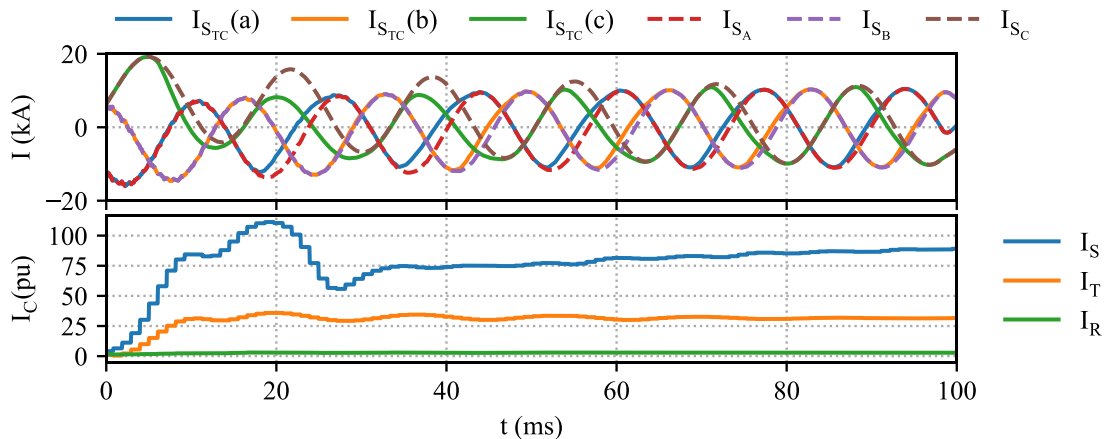 I_{S_{TC}}(a) I_{S_{TC}}(b) I_{S_{TC}}(c) I_{S_A} I_{S_B} I_{S_C}
20
0
−20
I (kA)
100
75
50
25
0
I_C(pu)
I_S
I_T
I_R
0 20 40 60 80 100
t (ms)